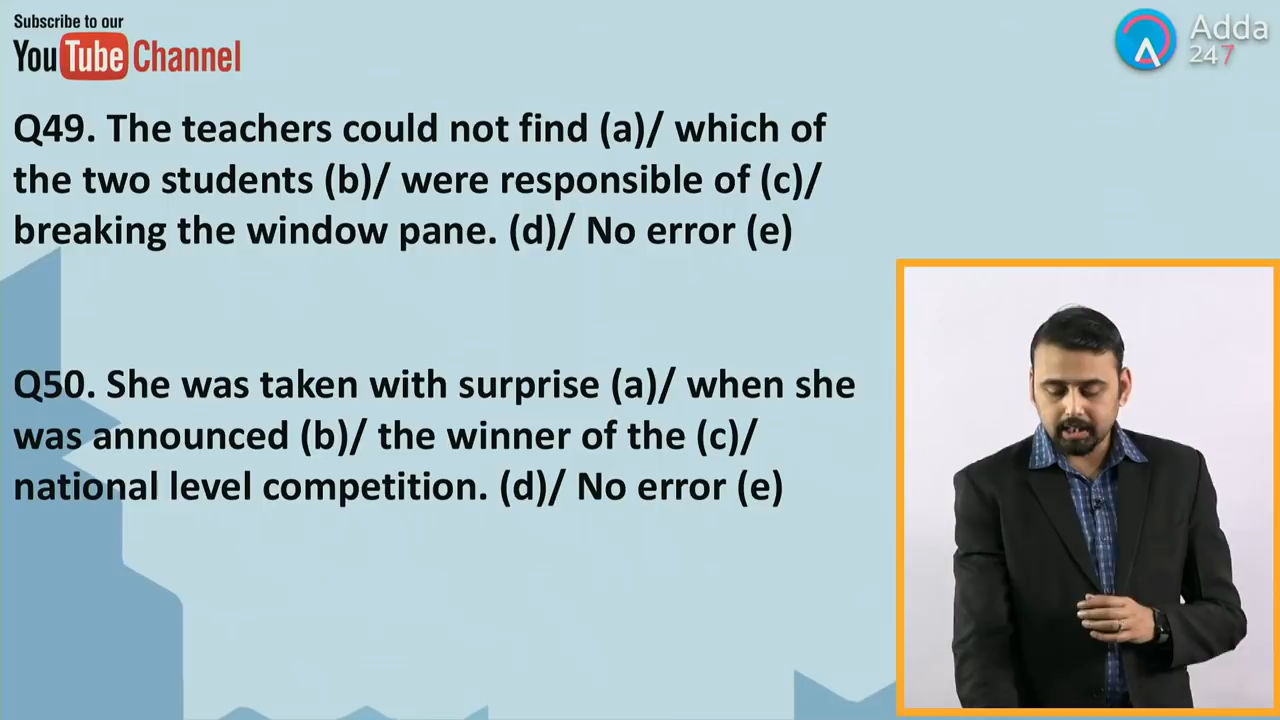 Subscribe to our
YouTube Channel
Adda
247
Q49. The teachers could not find (a)/ which of
the two students (b)/ were responsible of (c)/
breaking the window pane. (d)/ No error (e)
Q50. She was taken with surprise (a)/ when she
was announced (b)/ the winner of the (c)/
national level competition. (d)/ No error (e)